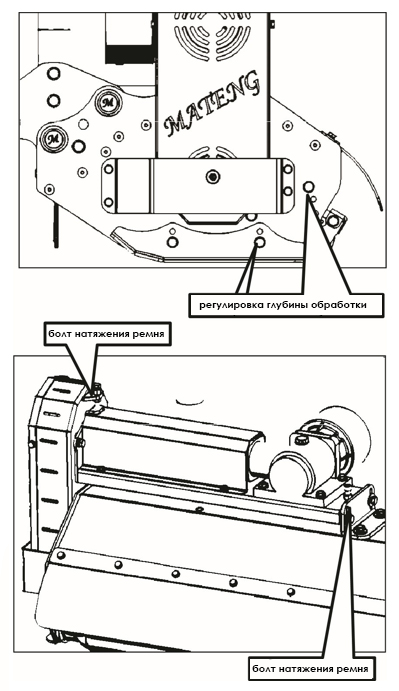 MATENG
M
M
регулировка глубины обработки
болт натяжения ремня
болт натяжения ремня